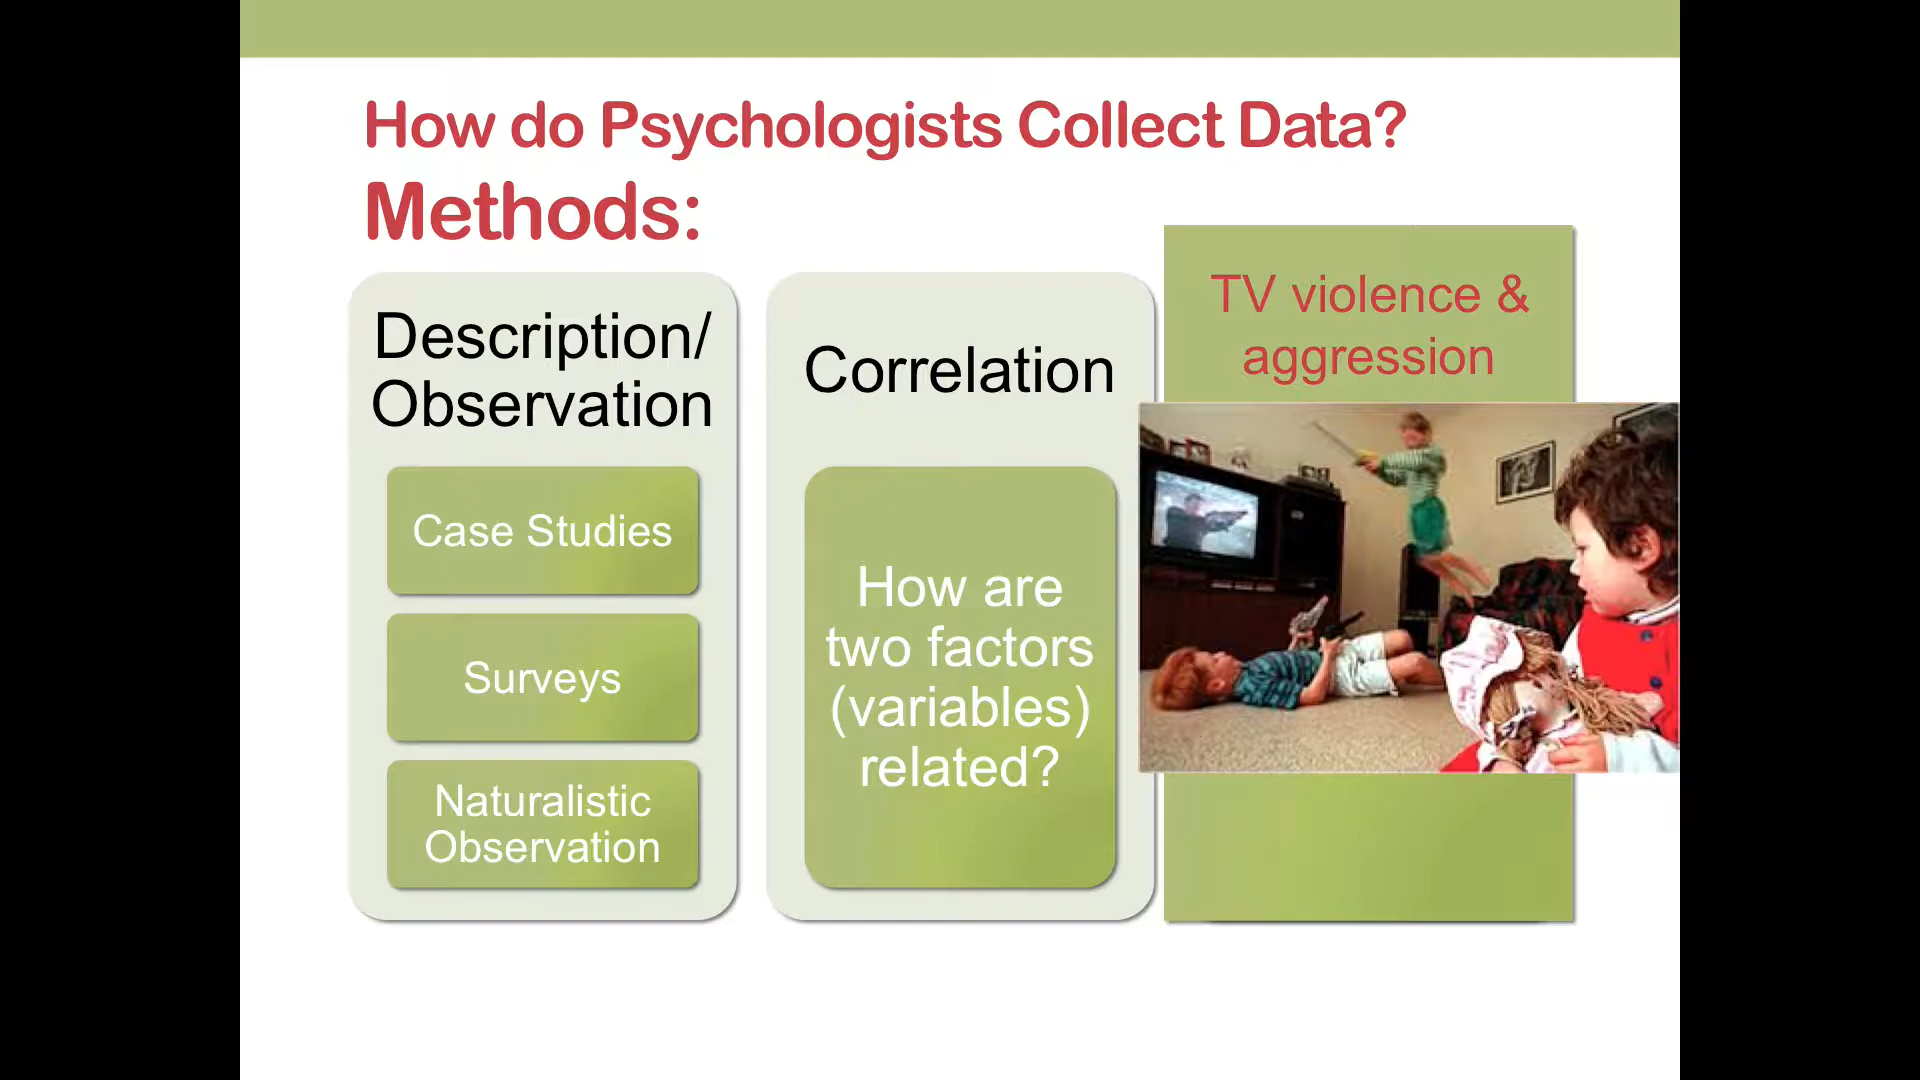 How do Psychologists Collect Data?
Methods:
Description/
Observation
Case Studies
Surveys
Naturalistic
Observation
Correlation
How are
two factors
(variables)
related?
TV violence &
aggression